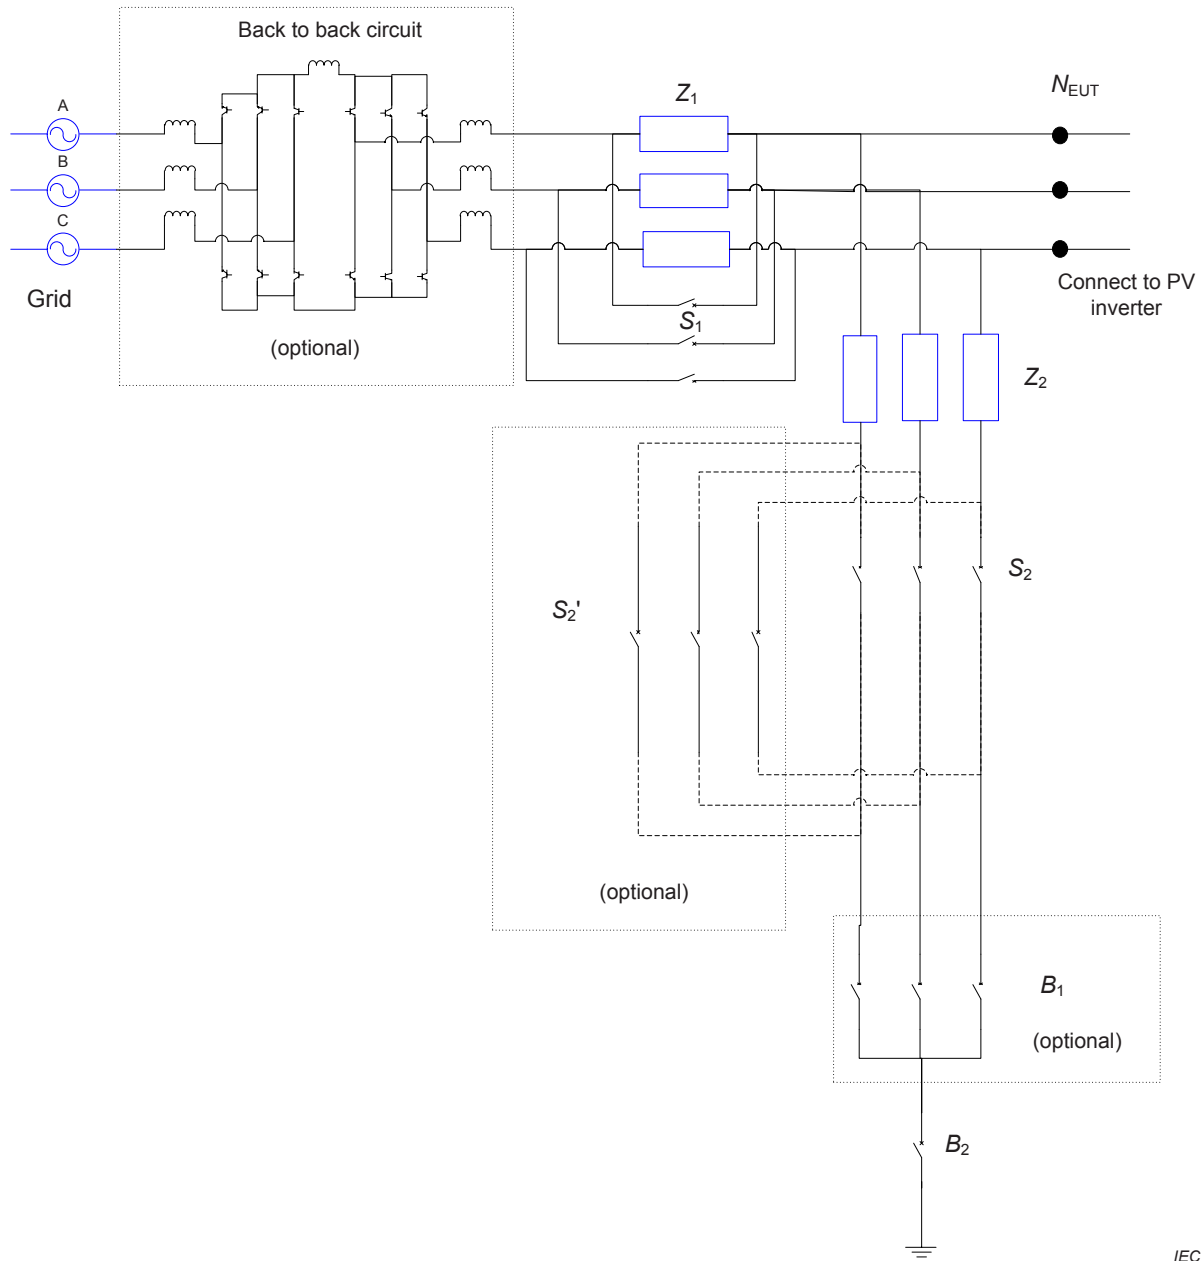 Back to back circuit
A
B
C
Grid
(optional)
Z1
NEUT
S1
Connect to PV
inverter
Z2
S2
S2'
(optional)
B1
(optional)
B2
IEC